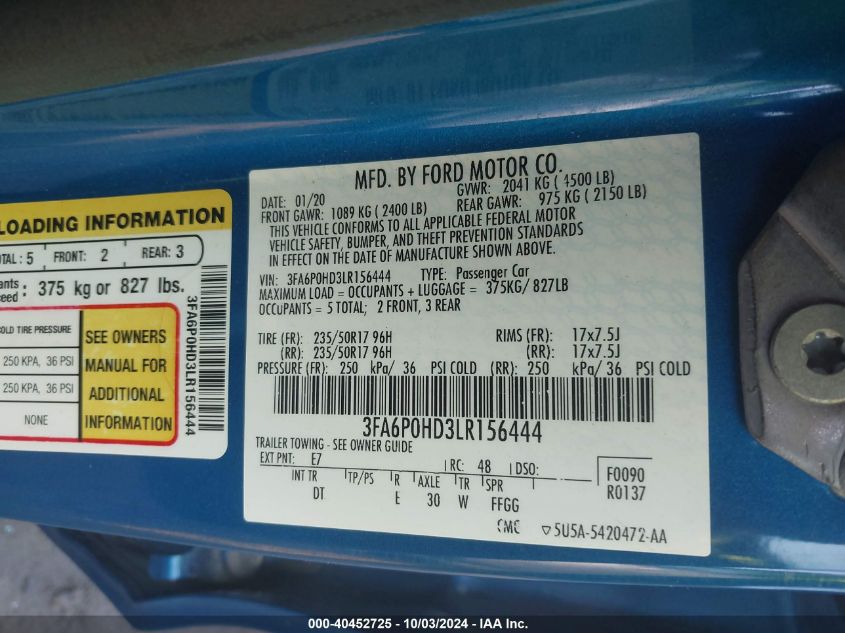 LOADING INFORMATION
TOTAL: 5 FRONT: 2 REAR: 3
375 kg or 827 lbs.
COLD TIRE PRESSURE
250 KPA, 36 PSI
250 KPA, 36 PSI
NONE
SEE OWNERS
MANUAL FOR
ADDITIONAL
INFORMATION
3FA6P0HD3LR156444
MFD. BY FORD MOTOR CO.
DATE: 01/20 GVWR: 2041 KG ( 4500 LB)
FRONT GAWR: 1089 KG ( 2400 LB) REAR GAWR: 975 KG ( 2150 LB)
THIS VEHICLE CONFORMS TO ALL APPLICABLE FEDERAL MOTOR
VEHICLE SAFETY, BUMPER, AND THEFT PREVENTION STANDARDS
IN EFFECT ON THE DATE OF MANUFACTURE SHOWN ABOVE.
VIN: 3FA6P0HD3LR156444 TYPE: Passenger Car
MAXIMUM LOAD = OCCUPANTS + LUGGAGE = 375KG/ 827LB
OCCUPANTS = 5 TOTAL; 2 FRONT, 3 REAR
TIRE (FR): 235/50R17 96H RIMS (FR): 17x7.5J
(RR): 235/50R17 96H (RR): 17x7.5J
PRESSURE (FR): 250 kPa/ 36 PSI COLD (RR): 250 kPa/ 36 PSI COLD
3FA6P0HD3LR156444
TRAILER TOWING - SEE OWNER GUIDE
EXT PNT: E7 RC: 48 DSO: F0090
INT TR TP/PS R AXLE TR SPR R0137
DT E 30 W FFGG
CMC 5U5A-5420472-AA
000-40452725 - 10/03/2024 - IAA Inc.